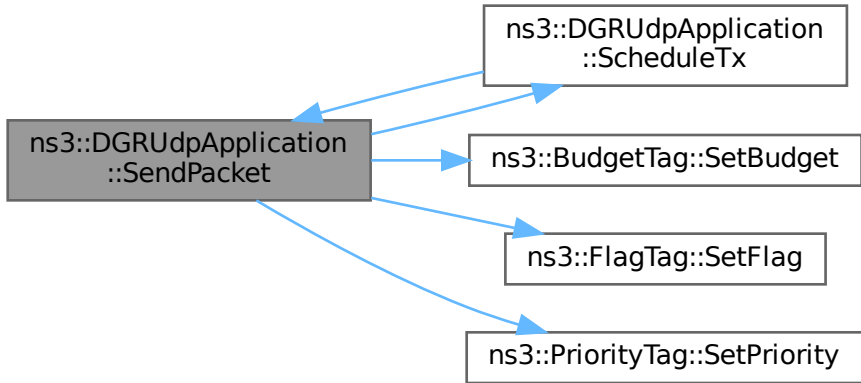 ns3::DGRUdpApplication
::SendPacket
ns3::DGRUdpApplication
::ScheduleTx
ns3::BudgetTag::SetBudget
ns3::FlagTag::SetFlag
ns3::PriorityTag::SetPriority